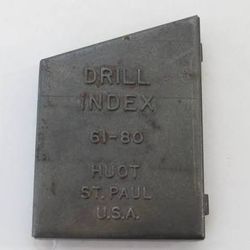 DRILL
INDEX
61-80
HUOT
ST. PAUL
U.S.A.